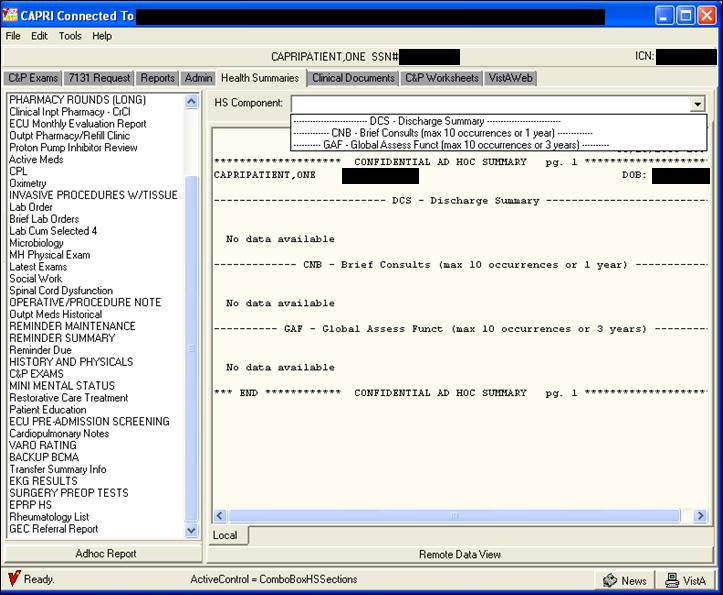 CAPRI Connected To
File Edit Tools Help
CAPRIPATIENT,ONE SSN# ICN:
C&P Exams 7131 Request Reports Admin Health Summaries Clinical Documents C&P Worksheets VistAWeb
PHARMACY ROUNDS (LONG)
Clinical Inpt Pharmacy - CrCl
ECU Monthly Evaluation Report
Outpt Pharmacy/Refill Clinic
Proton Pump Inhibitor Review
Active Meds
CPL
Oximetry
INVASIVE PROCEDURES W/TISSUE
Lab Order
Brief Lab Orders
Lab Cum Selected 4
Microbiology
MH Physical Exam
Latest Exams
Social Work
Spinal Cord Dysfunction
OPERATIVE/PROCEDURE NOTE
Outpt Meds Historical
REMINDER MAINTENANCE
REMINDER SUMMARY
Reminder Due
HISTORY AND PHYSICALS
C&P EXAMS
MINI MENTAL STATUS
Restorative Care Treatment
Patient Education
ECU PRE-ADMISSION SCREENING
Cardiopulmonary Notes
VARO RATING
BACKUP BCMA
Transfer Summary Info
EKG RESULTS
SURGERY PREOP TESTS
EPRP HS
Rheumatology List
GEC Referral Report
Adhoc Report
HS Component:
---------------------------- DCS - Discharge Summary ----------------------------
------------- CNB - Brief Consults (max 10 occurrences or 1 year) -------------
---------- GAF - Global Assess Funct (max 10 occurrences or 3 years) ----------
******************** CONFIDENTIAL AD HOC SUMMARY pg. 1 ********************
CAPRIPATIENT,ONE DOB:
--------------------------- DCS - Discharge Summary --------------------------
No data available
------------- CNB - Brief Consults (max 10 occurrences or 1 year) ------------
No data available
---------- GAF - Global Assess Funct (max 10 occurrences or 3 years) ---------
No data available
*** END ************ CONFIDENTIAL AD HOC SUMMARY pg. 1 ********************
Local
Remote Data View
Ready. ActiveControl = ComboBoxHSSections News VistA